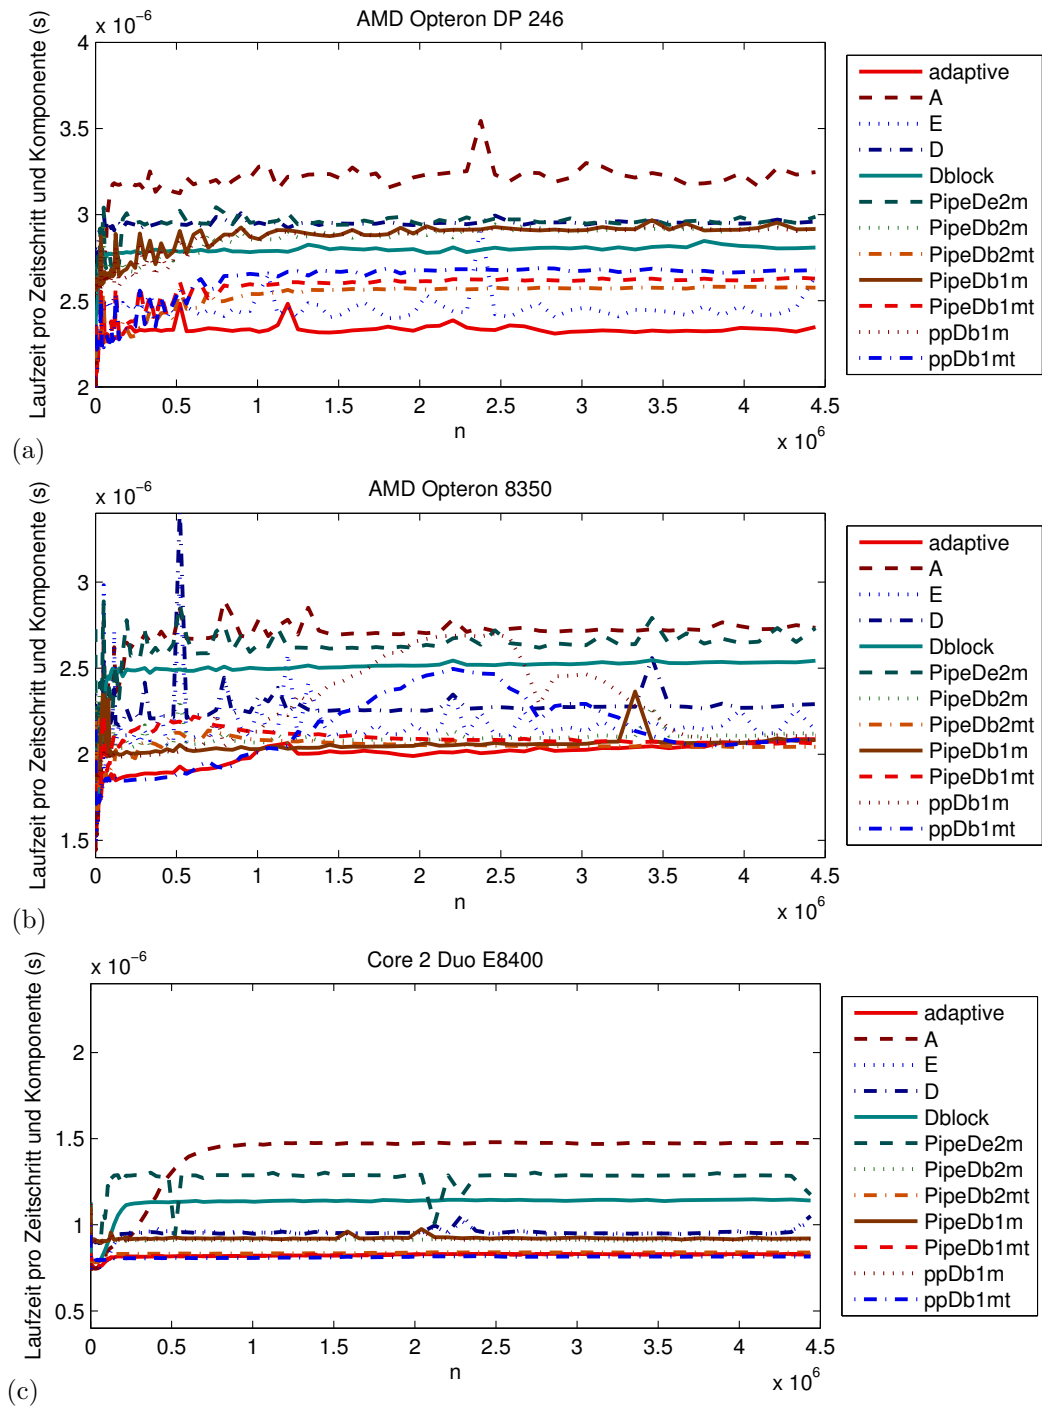 AMD Opteron DP 246
x 10⁻⁶
Laufzeit pro Zeitschritt und Komponente (s)
4
3.5
3
2.5
2
0 0.5 1 1.5 2 2.5 3 3.5 4 4.5
n
x 10⁶
adaptive
A
E
D
Dblock
PipeDe2m
PipeDb2m
PipeDb2mt
PipeDb1m
PipeDb1mt
ppDb1m
ppDb1mt
(a)
AMD Opteron 8350
x 10⁻⁶
Laufzeit pro Zeitschritt und Komponente (s)
3
2.5
2
1.5
0 0.5 1 1.5 2 2.5 3 3.5 4 4.5
n
x 10⁶
adaptive
A
E
D
Dblock
PipeDe2m
PipeDb2m
PipeDb2mt
PipeDb1m
PipeDb1mt
ppDb1m
ppDb1mt
(b)
Core 2 Duo E8400
x 10⁻⁶
Laufzeit pro Zeitschritt und Komponente (s)
2
1.5
1
0.5
0 0.5 1 1.5 2 2.5 3 3.5 4 4.5
n
x 10⁶
adaptive
A
E
D
Dblock
PipeDe2m
PipeDb2m
PipeDb2mt
PipeDb1m
PipeDb1mt
ppDb1m
ppDb1mt
(c)